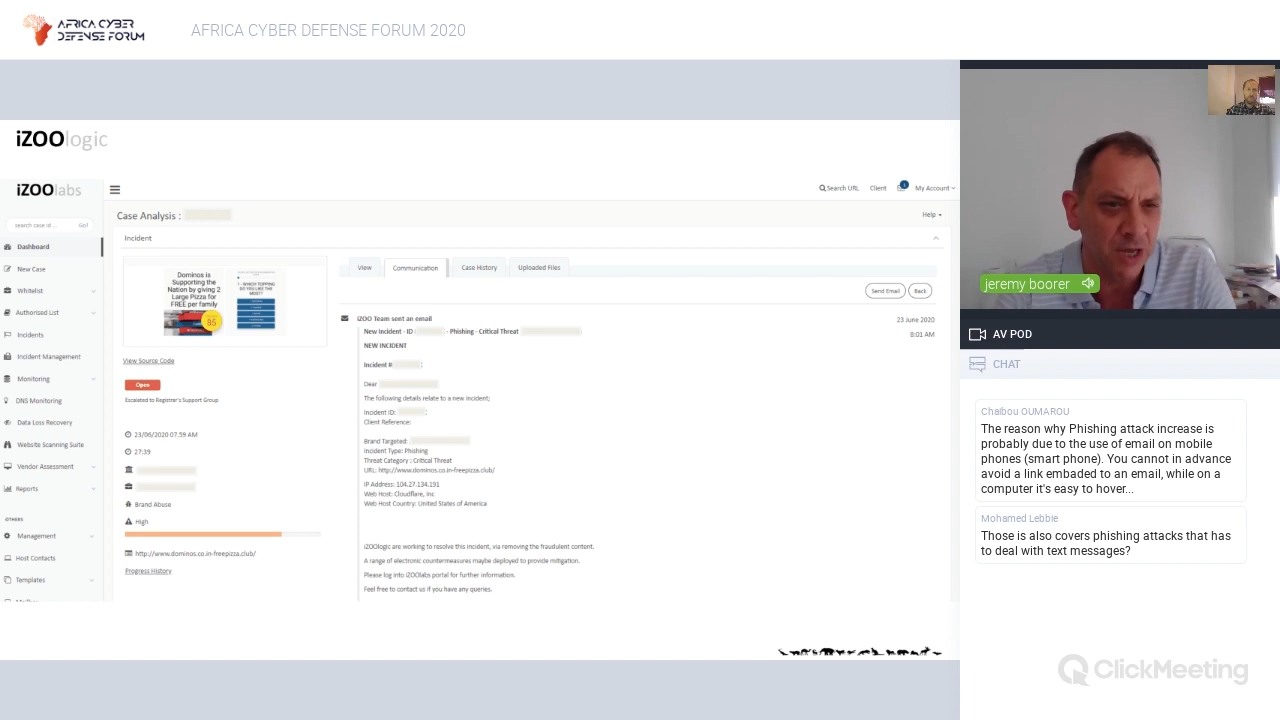 AFRICA CYBER
DEFENSE FORUM
AFRICA CYBER DEFENSE FORUM 2020
iZOOlogic
iZOOlabs
search case id ...
Go!
Dashboard
New Case
Whitelist
Authorised List
Incidents
Incident Management
Monitoring
DNS Monitoring
Data Loss Recovery
Website Scanning Suite
Vendor Assessment
Reports
OTHERS
Management
Host Contacts
Templates
Search URL
Client
My Account
Case Analysis :
Help
Incident
Dominos is
Supporting the
Nation by giving 2
Large Pizza for
FREE per family
1 - WHICH TOPPING
SO YOU LIKE THE
MOST?
View Source Code
Open
Escalated to Registrar's Support Group
23/06/2020 07:59 AM
27:39
Brand Abuse
High
http://www.dominos.co.in-freepizza.club/
Progress History
View
Communication
Case History
Uploaded Files
Send Email
Back
iZOO Team sent an email
23 June 2020
8:01 AM
New Incident - ID : - Phishing - Critical Threat
NEW INCIDENT
Incident # :
Dear
The following details relate to a new incident;
Incident ID: :
Client Reference:
Brand Targeted:
Incident Type: Phishing
Threat Category : Critical Threat
URL: http://www.dominos.co.in-freepizza.club/
IP Address: 104.27.134.191
Web Host: Cloudflare, Inc
Web Host Country: United States of America
iZOOlogic are working to resolve this incident, via removing the fraudulent content.
A range of electronic countermeasures maybe deployed to provide mitigation.
Please log into iZOOlabs portal for further information.
Feel free to contact us if you have any queries.
jeremy boorer
AV POD
CHAT
Chaibou OUMAROU
The reason why Phishing attack increase is
probably due to the use of email on mobile
phones (smart phone). You cannot in advance
avoid a link embaded to an email, while on a
computer it's easy to hover...
Mohamed Lebbie
Those is also covers phishing attacks that has
to deal with text messages?
ClickMeeting